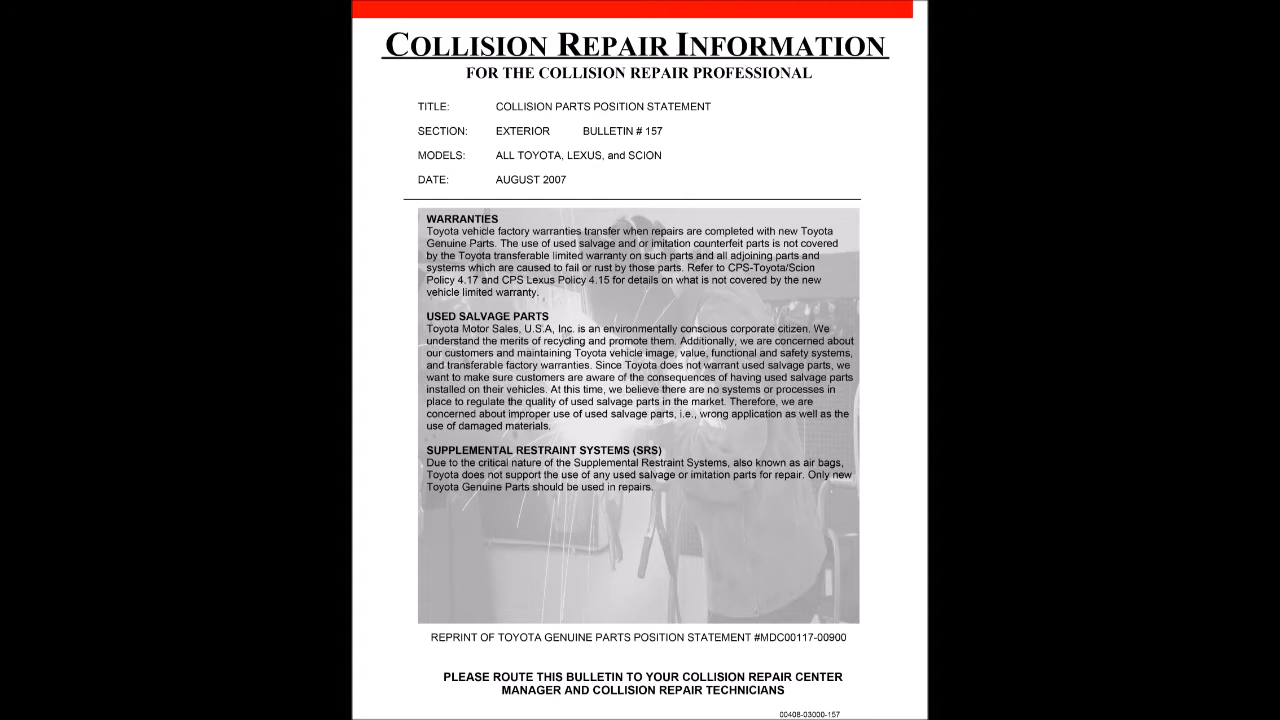 COLLISION REPAIR INFORMATION
FOR THE COLLISION REPAIR PROFESSIONAL
TITLE: COLLISION PARTS POSITION STATEMENT
SECTION: EXTERIOR BULLETIN # 157
MODELS: ALL TOYOTA, LEXUS, and SCION
DATE: AUGUST 2007
WARRANTIES
Toyota vehicle factory warranties transfer when repairs are completed with new Toyota
Genuine Parts. The use of used salvage and or imitation counterfeit parts is not covered
by the Toyota transferable limited warranty on such parts and all adjoining parts and
systems which are caused to fail or rust by those parts. Refer to CPS-Toyota/Scion
Policy 4.17 and CPS Lexus Policy 4.15 for details on what is not covered by the new
vehicle limited warranty.
USED SALVAGE PARTS
Toyota Motor Sales, U.S.A, Inc. is an environmentally conscious corporate citizen. We
understand the merits of recycling and promote them. Additionally, we are concerned about
our customers and maintaining Toyota vehicle image, value, functional and safety systems,
and transferable factory warranties. Since Toyota does not warrant used salvage parts, we
want to make sure customers are aware of the consequences of having used salvage parts
installed on their vehicles. At this time, we believe there are no systems or processes in
place to regulate the quality of used salvage parts in the market. Therefore, we are
concerned about improper use of used salvage parts, i.e., wrong application as well as the
use of damaged materials.
SUPPLEMENTAL RESTRAINT SYSTEMS (SRS)
Due to the critical nature of the Supplemental Restraint Systems, also known as air bags,
Toyota does not support the use of any used salvage or imitation parts for repair. Only new
Toyota Genuine Parts should be used in repairs.
REPRINT OF TOYOTA GENUINE PARTS POSITION STATEMENT #MDC00117-00900
PLEASE ROUTE THIS BULLETIN TO YOUR COLLISION REPAIR CENTER
MANAGER AND COLLISION REPAIR TECHNICIANS
00408-03000-157